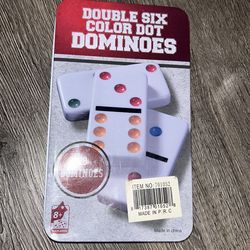 DOUBLE SIX
COLOR DOT
DOMINOES
DOMINOES
8+
ITEM NO:
MADE IN P.R.C
Made in china